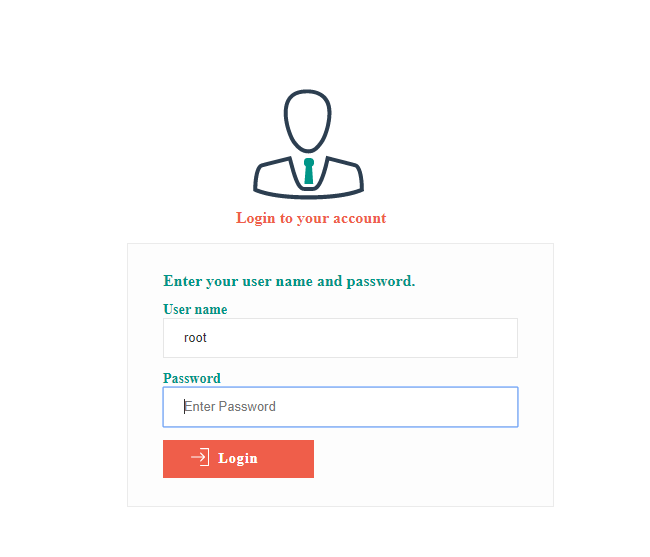 Login to your account
Enter your user name and password.
User name
root
Password
Enter Password
Login